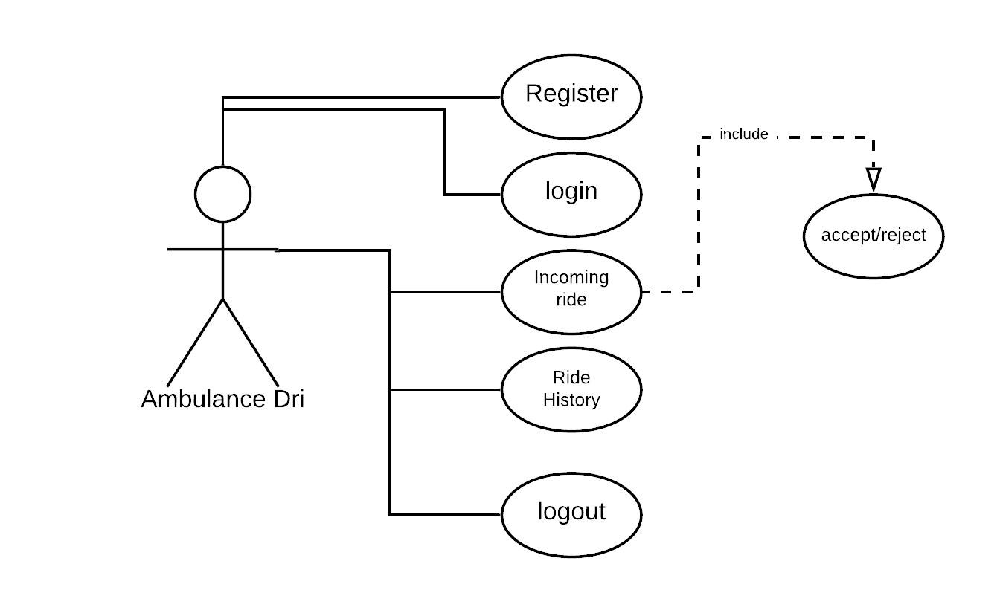 Register
include
login
accept/reject
Incoming
ride
Ride
History
Ambulance Dri
logout